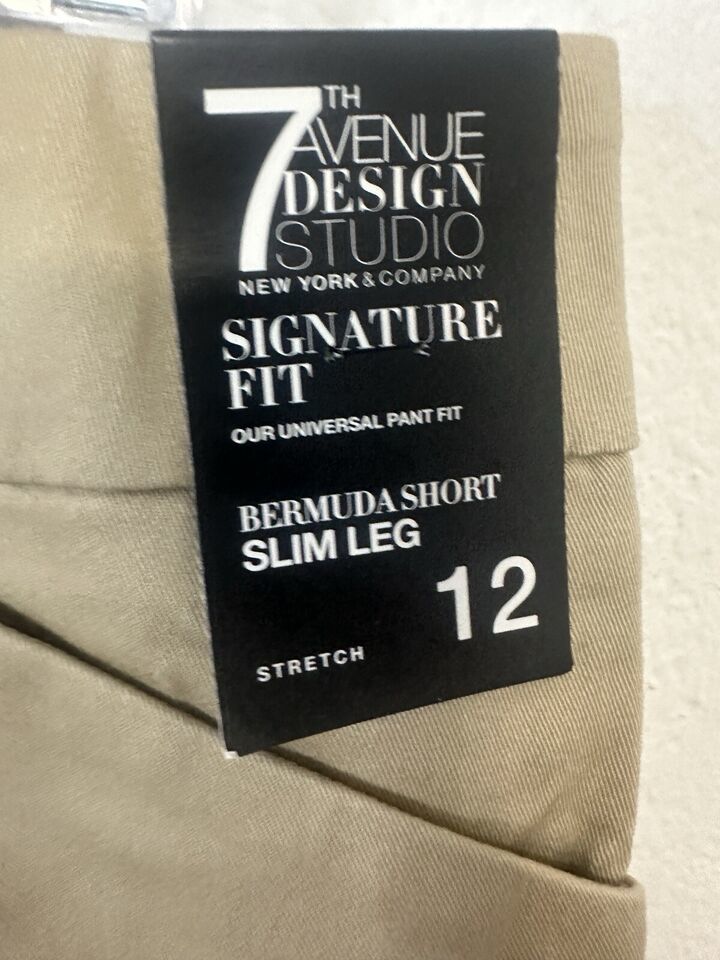 7TH
AVENUE
DESIGN
STUDIO
NEW YORK & COMPANY
SIGNATURE
FIT
OUR UNIVERSAL PANT FIT
BERMUDA SHORT
SLIM LEG
12
STRETCH